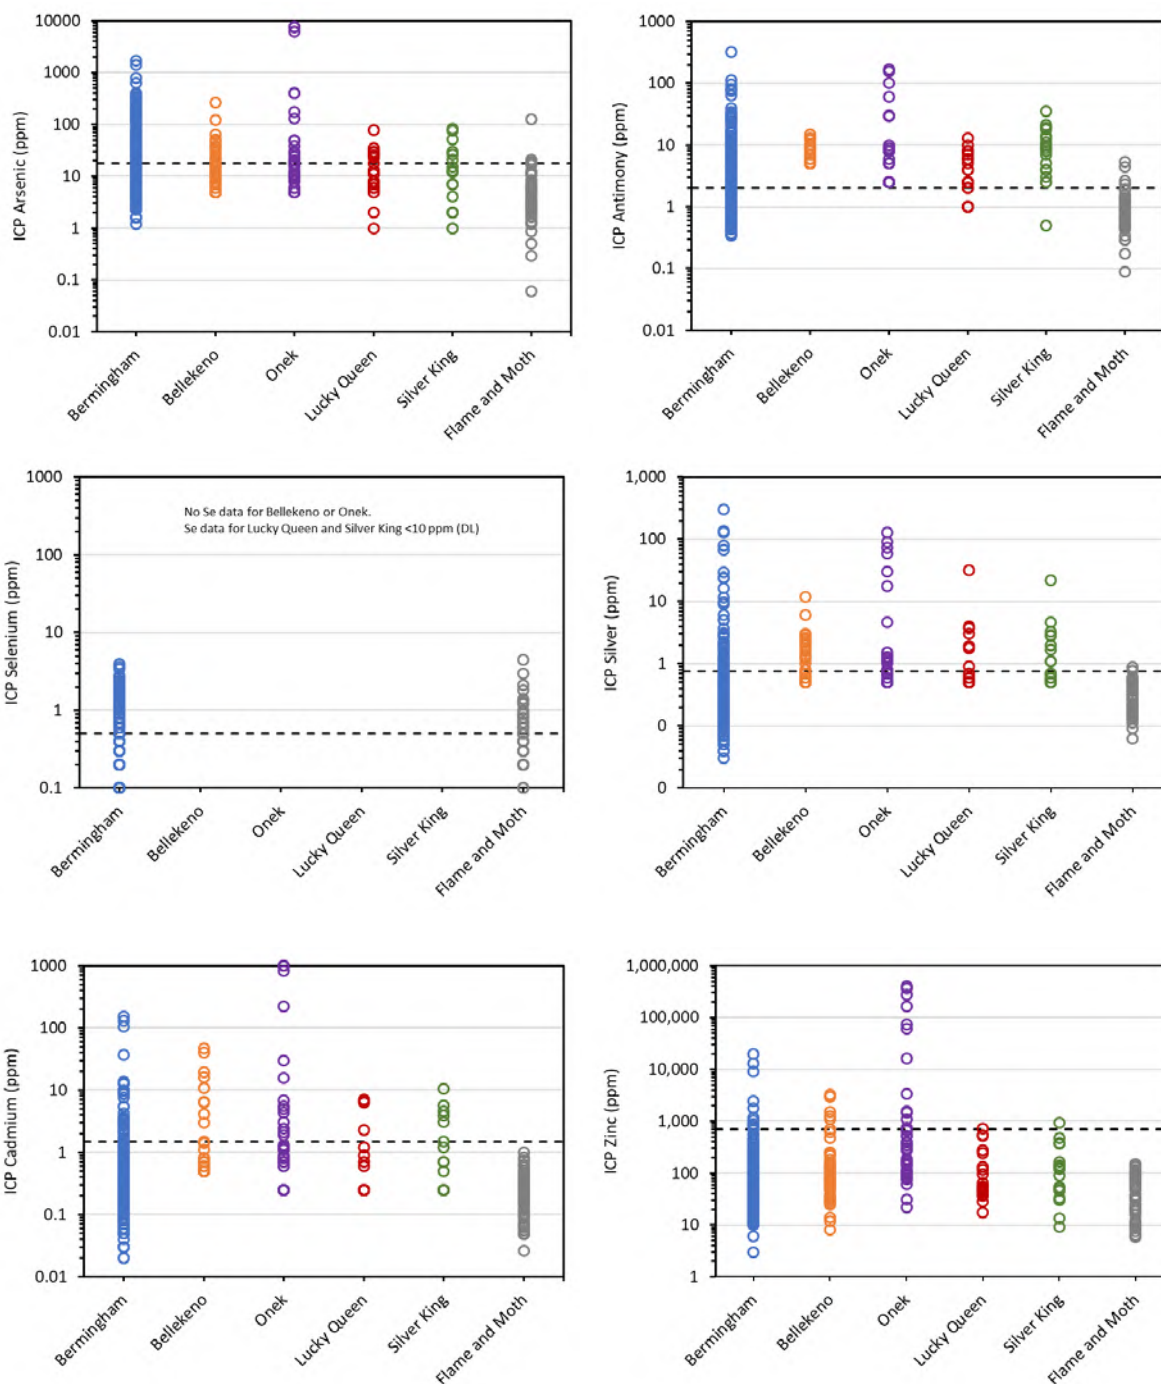 ICP Arsenic (ppm)
10000
1000
100
10
1
0.1
0.01
Bermingham
Bellekeno
Onek
Lucky Queen
Silver King
Flame and Moth
ICP Antimony (ppm)
1000
100
10
1
0.1
0.01
Bermingham
Bellekeno
Onek
Lucky Queen
Silver King
Flame and Moth
ICP Selenium (ppm)
1000
100
10
1
0.1
No Se data for Bellekeno or Onek.
Se data for Lucky Queen and Silver King <10 ppm (DL)
Bermingham
Bellekeno
Onek
Lucky Queen
Silver King
Flame and Moth
ICP Silver (ppm)
1,000
100
10
1
0
0
Bermingham
Bellekeno
Onek
Lucky Queen
Silver King
Flame and Moth
ICP Cadmium (ppm)
1000
100
10
1
0.1
0.01
Bermingham
Bellekeno
Onek
Lucky Queen
Silver King
Flame and Moth
ICP Zinc (ppm)
1,000,000
100,000
10,000
1,000
100
10
1
Bermingham
Bellekeno
Onek
Lucky Queen
Silver King
Flame and Moth